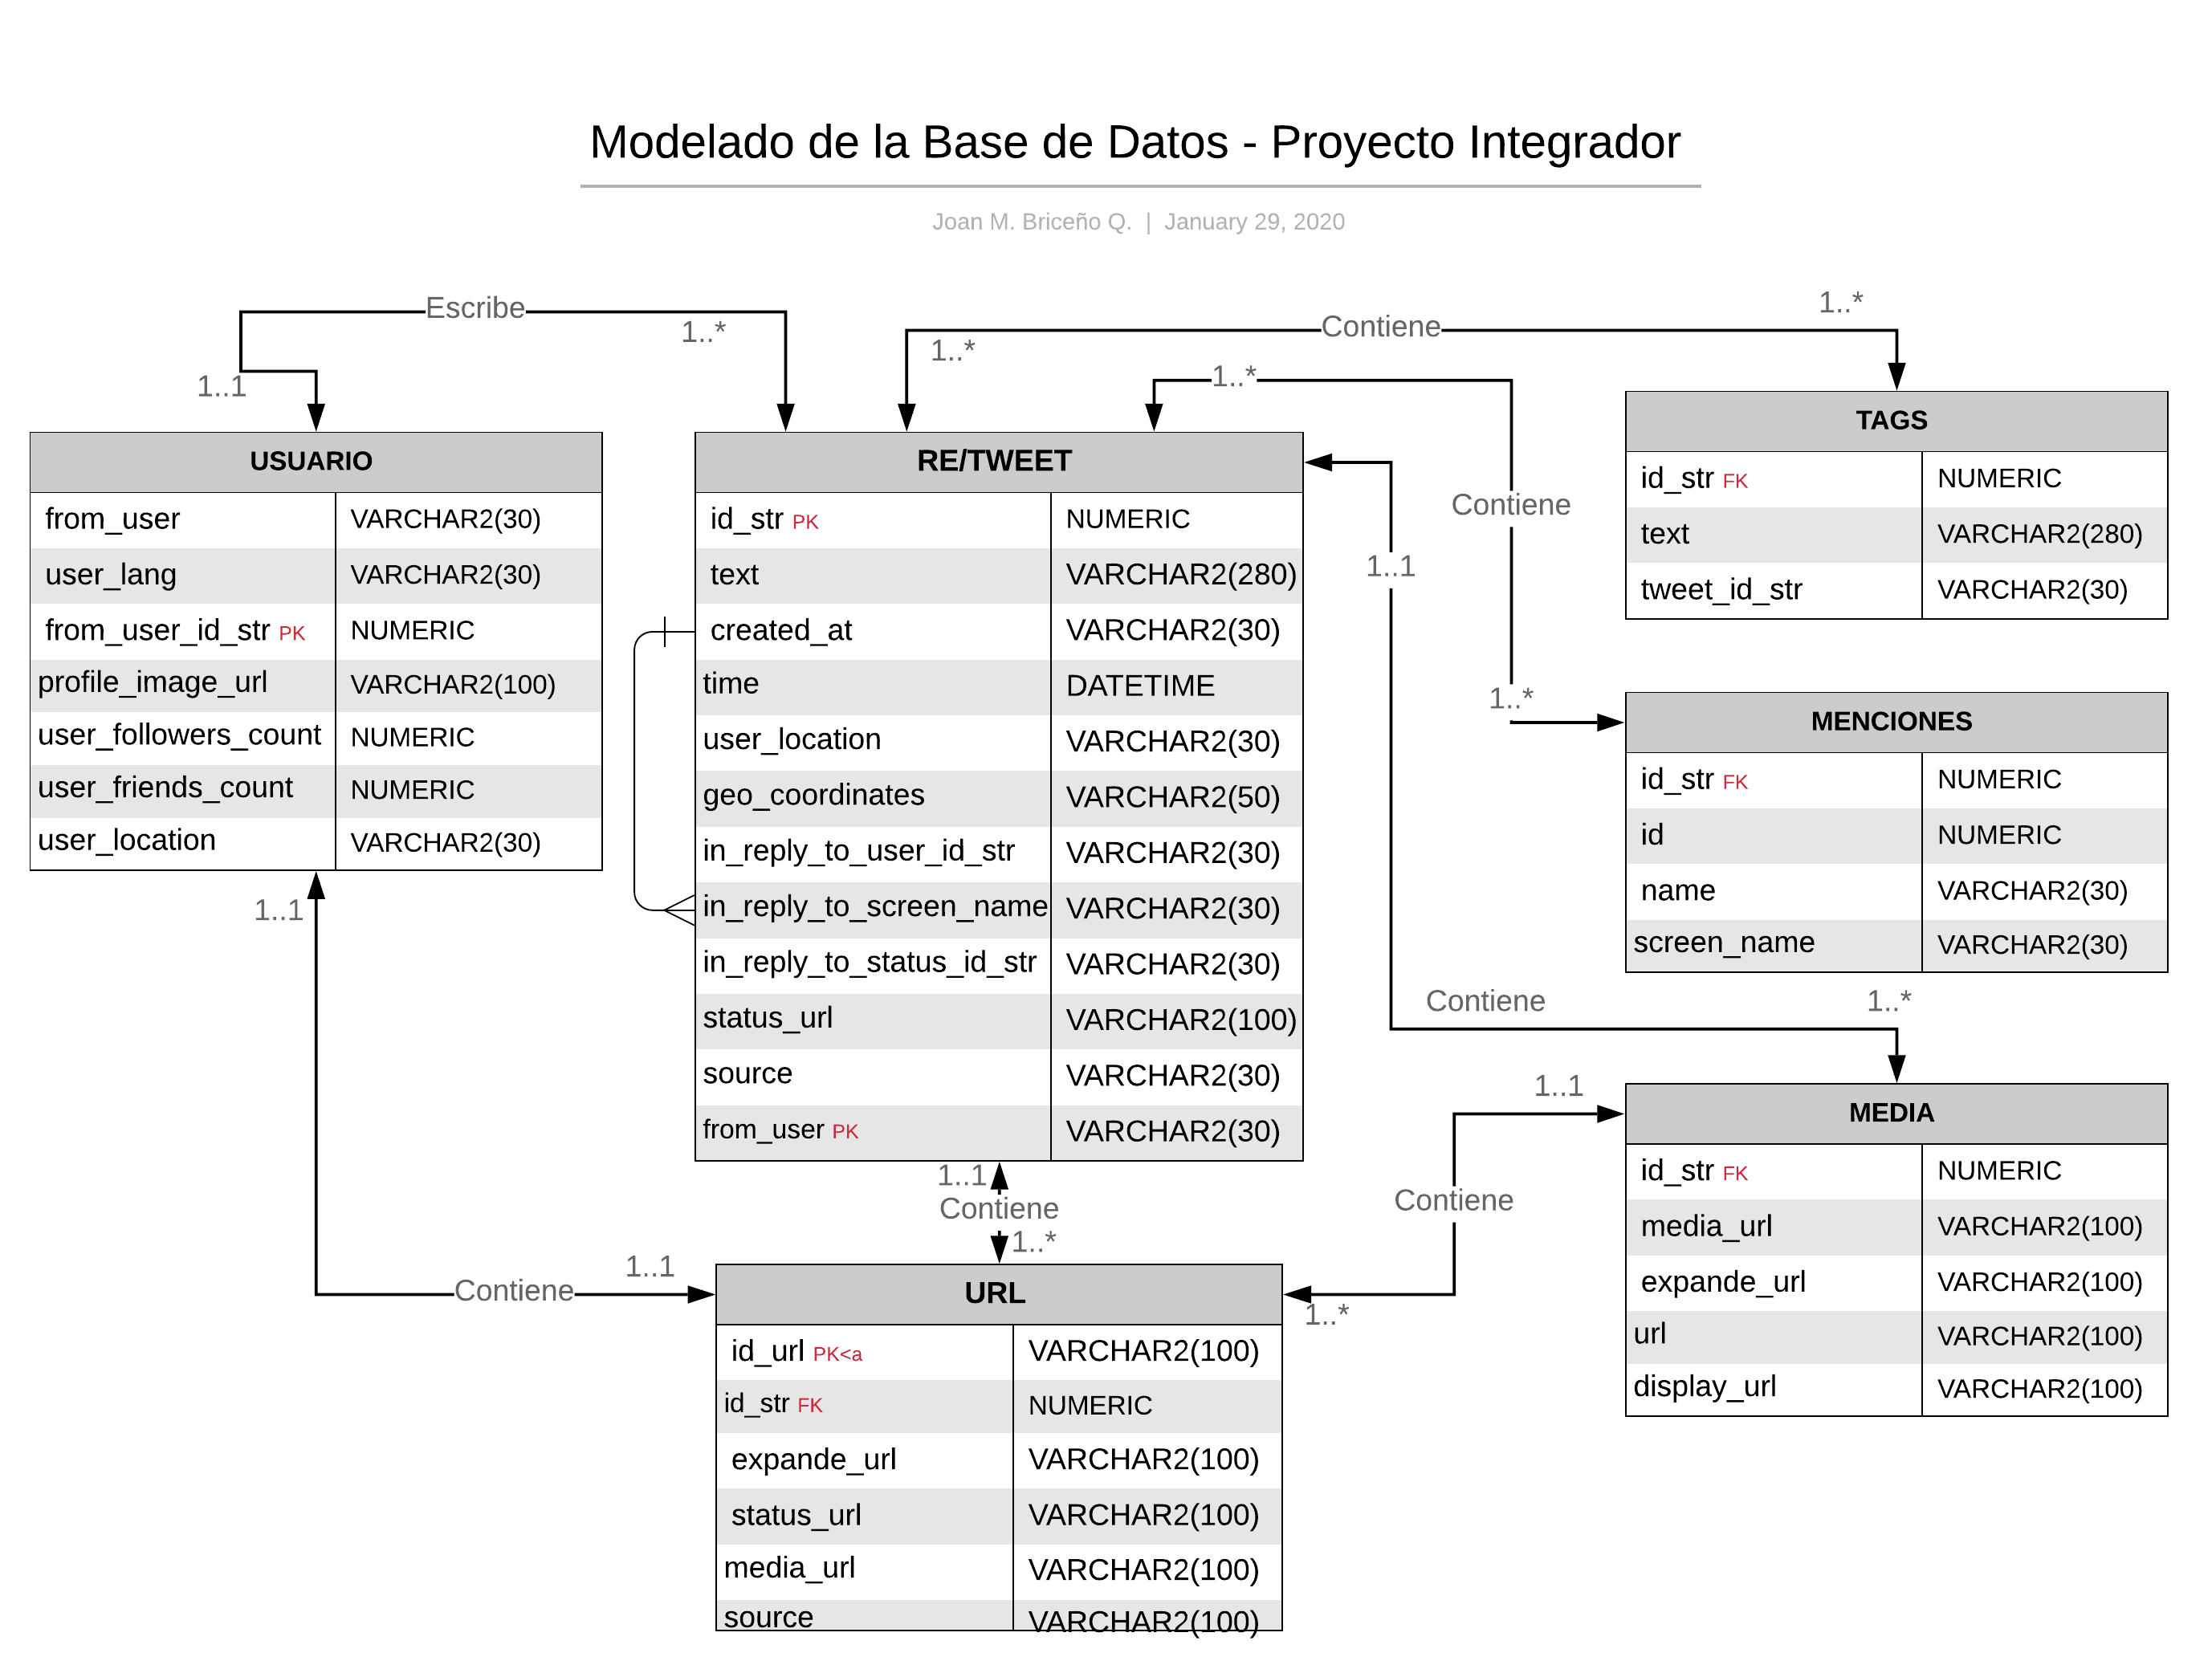 Modelado de la Base de Datos - Proyecto Integrador
Joan M. Briceño Q. | January 29, 2020
Escribe
1..1
1..*
Contiene
1..*
1..*
1..*
Contiene
1..*
1..1
Contiene
1..*
1..1
Contiene
1..*
1..1
Contiene
1..*
1..1
Contiene
1..1
USUARIO
from_user VARCHAR2(30)
user_lang VARCHAR2(30)
from_user_id_str PK NUMERIC
profile_image_url VARCHAR2(100)
user_followers_count NUMERIC
user_friends_count NUMERIC
user_location VARCHAR2(30)
RE/TWEET
id_str PK NUMERIC
text VARCHAR2(280)
created_at VARCHAR2(30)
time DATETIME
user_location VARCHAR2(30)
geo_coordinates VARCHAR2(50)
in_reply_to_user_id_str VARCHAR2(30)
in_reply_to_screen_name VARCHAR2(30)
in_reply_to_status_id_str VARCHAR2(30)
status_url VARCHAR2(100)
source VARCHAR2(30)
from_user PK VARCHAR2(30)
TAGS
id_str FK NUMERIC
text VARCHAR2(280)
tweet_id_str VARCHAR2(30)
MENCIONES
id_str FK NUMERIC
id NUMERIC
name VARCHAR2(30)
screen_name VARCHAR2(30)
MEDIA
id_str FK NUMERIC
media_url VARCHAR2(100)
expande_url VARCHAR2(100)
url VARCHAR2(100)
display_url VARCHAR2(100)
URL
id_url PK<a VARCHAR2(100)
id_str FK NUMERIC
expande_url VARCHAR2(100)
status_url VARCHAR2(100)
media_url VARCHAR2(100)
source VARCHAR2(100)